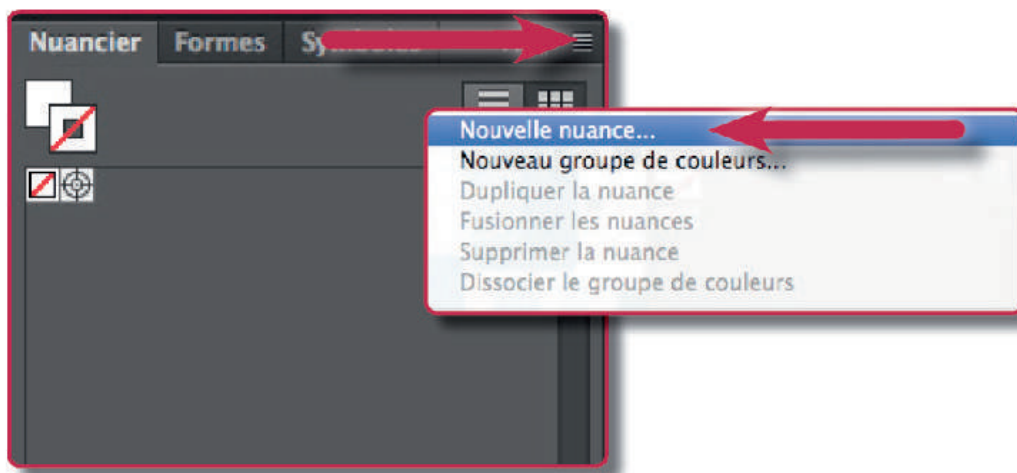 Nuancier Formes
Nouvelle nuance...
Nouveau groupe de couleurs...
Dupliquer la nuance
Fusionner les nuances
Supprimer la nuance
Dissocier le groupe de couleurs